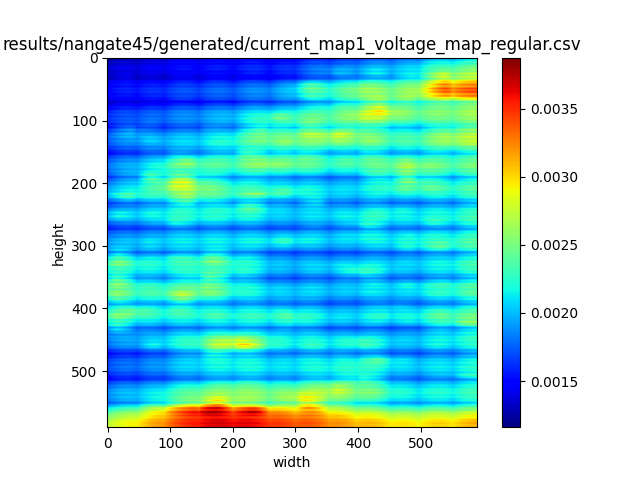 results/nangate45/generated/current_map1_voltage_map_regular.csv
0
100
200
300
400
500
height
0 100 200 300 400 500
width
0.0035
0.0030
0.0025
0.0020
0.0015